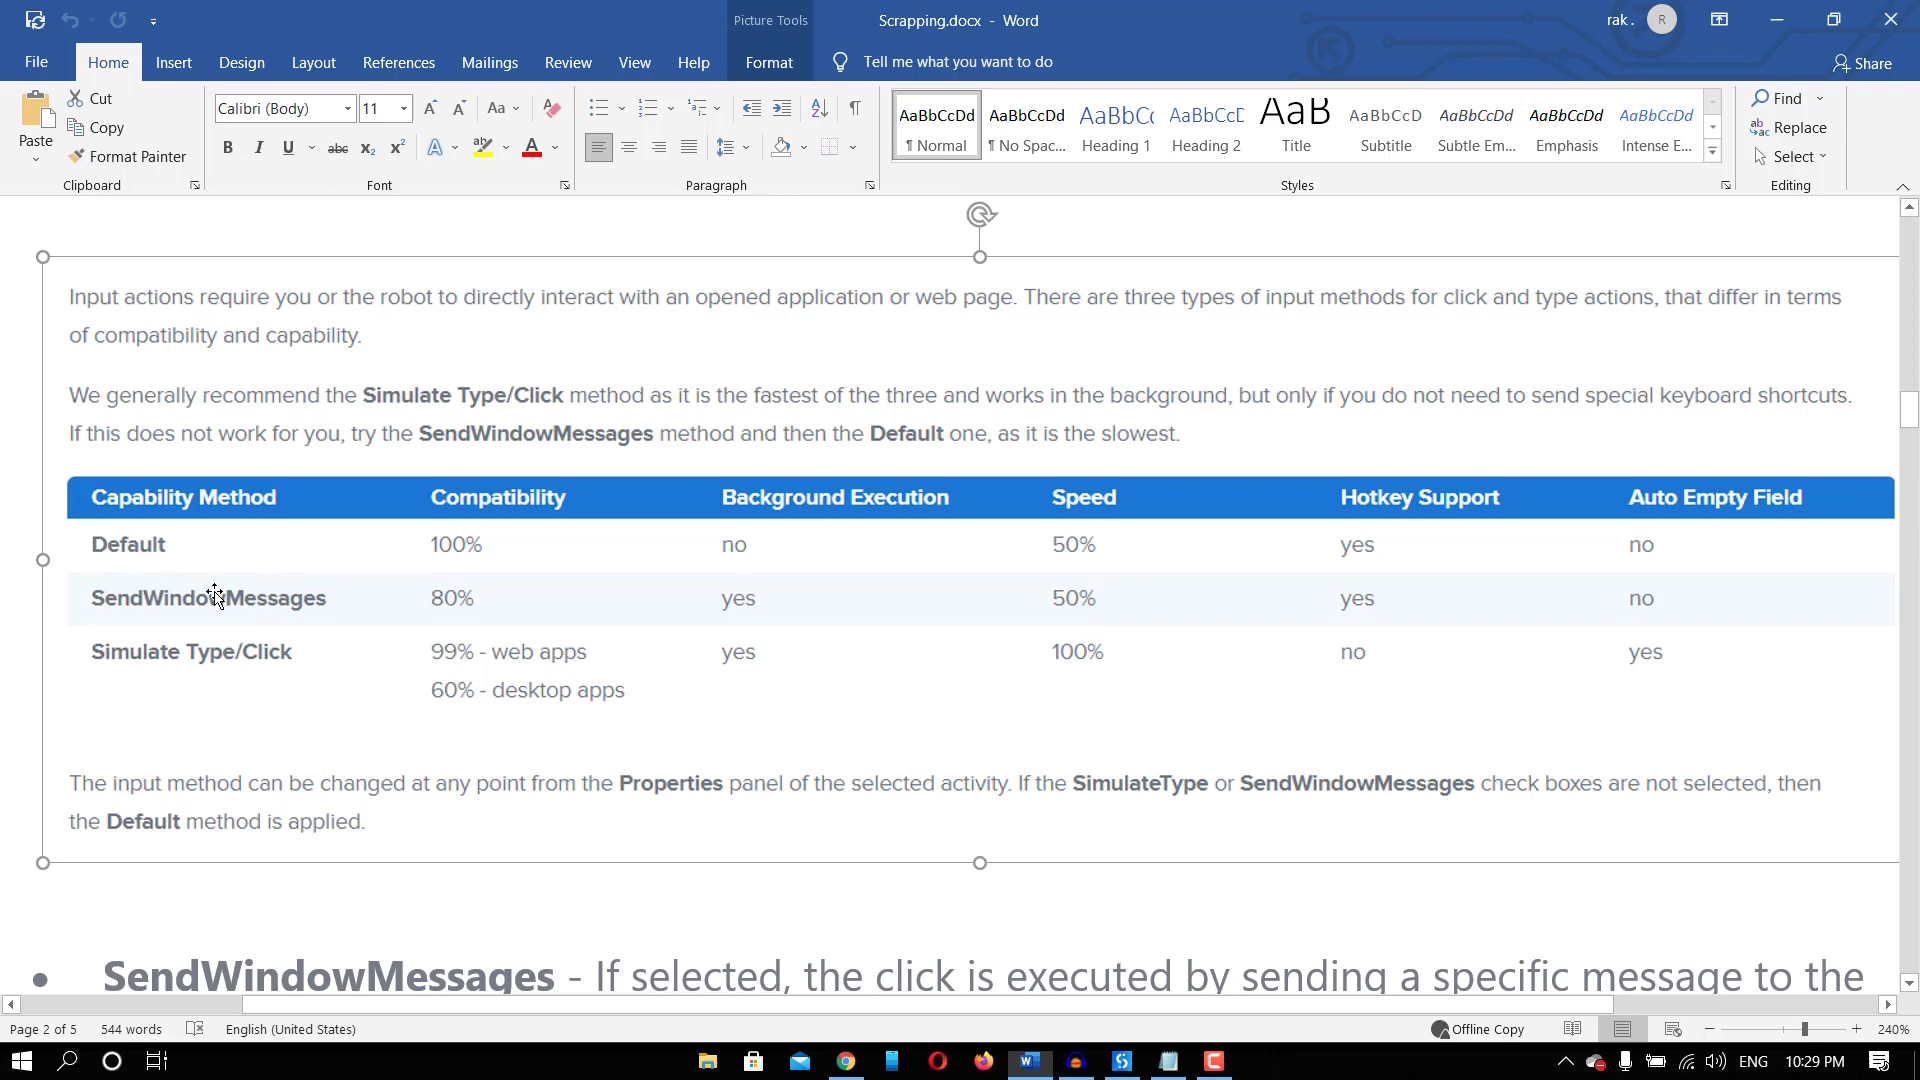 Picture Tools
Scrapping.docx - Word
rak .
R
File
Home
Insert
Design
Layout
References
Mailings
Review
View
Help
Format
Tell me what you want to do
Share
Paste
Cut
Copy
Format Painter
Clipboard
Calibri (Body)
11
Aa
B I U abc x₂ x²
Font
Paragraph
AaBbCcDd
¶ Normal
AaBbCcDd
¶ No Spac...
AaBbCc
Heading 1
AaBbCcD
Heading 2
AaB
Title
AaBbCcD
Subtitle
AaBbCcDd
Subtle Em...
AaBbCcDd
Emphasis
AaBbCcDd
Intense E...
Styles
Find
Replace
Select
Editing
Input actions require you or the robot to directly interact with an opened application or web page. There are three types of input methods for click and type actions, that differ in terms
of compatibility and capability.
We generally recommend the Simulate Type/Click method as it is the fastest of the three and works in the background, but only if you do not need to send special keyboard shortcuts.
If this does not work for you, try the SendWindowMessages method and then the Default one, as it is the slowest.
Capability Method Compatibility Background Execution Speed Hotkey Support Auto Empty Field
Default 100% no 50% yes no
SendWindowMessages 80% yes 50% yes no
Simulate Type/Click 99% - web apps yes 100% no yes
60% - desktop apps
The input method can be changed at any point from the Properties panel of the selected activity. If the SimulateType or SendWindowMessages check boxes are not selected, then
the Default method is applied.
• SendWindowMessages - If selected, the click is executed by sending a specific message to the
Page 2 of 5
544 words
English (United States)
Offline Copy
240%
ENG
10:29 PM